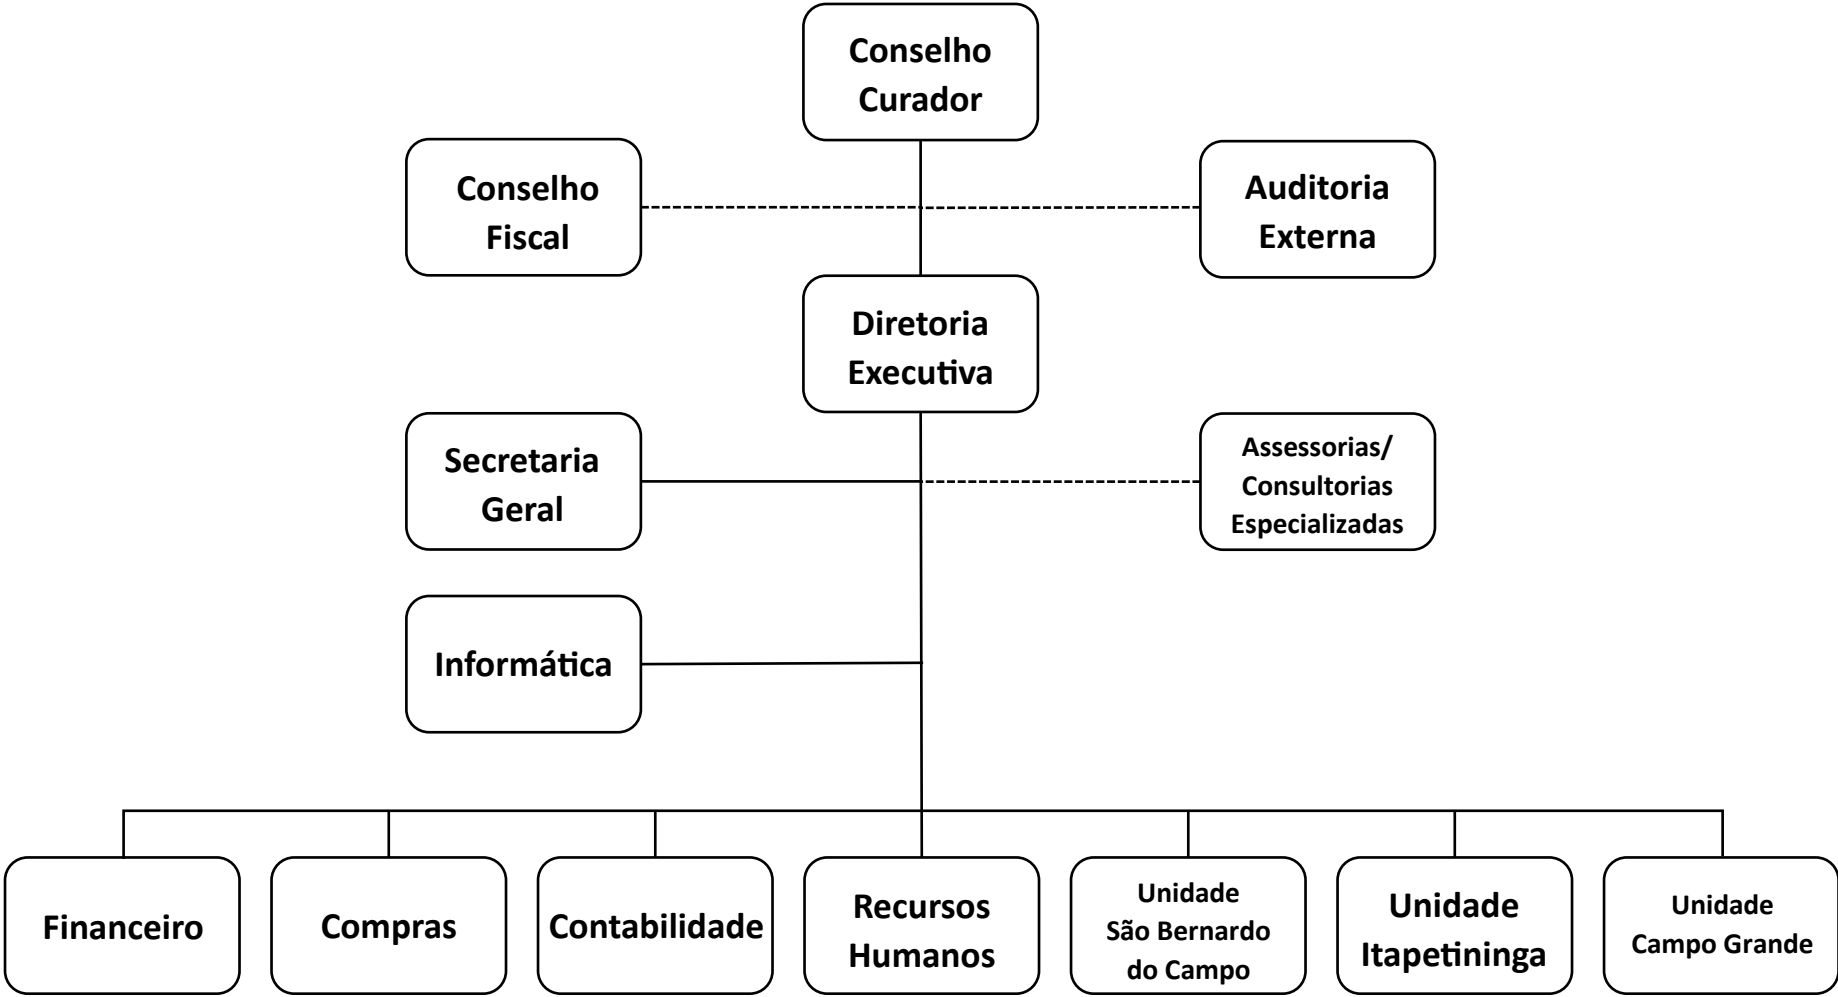 Conselho
Curador
Conselho
Fiscal
Auditoria
Externa
Diretoria
Executiva
Secretaria
Geral
Assessorias/
Consultorias
Especializadas
Informática
Financeiro
Compras
Contabilidade
Recursos
Humanos
Unidade
São Bernardo
do Campo
Unidade
Itapetininga
Unidade
Campo Grande